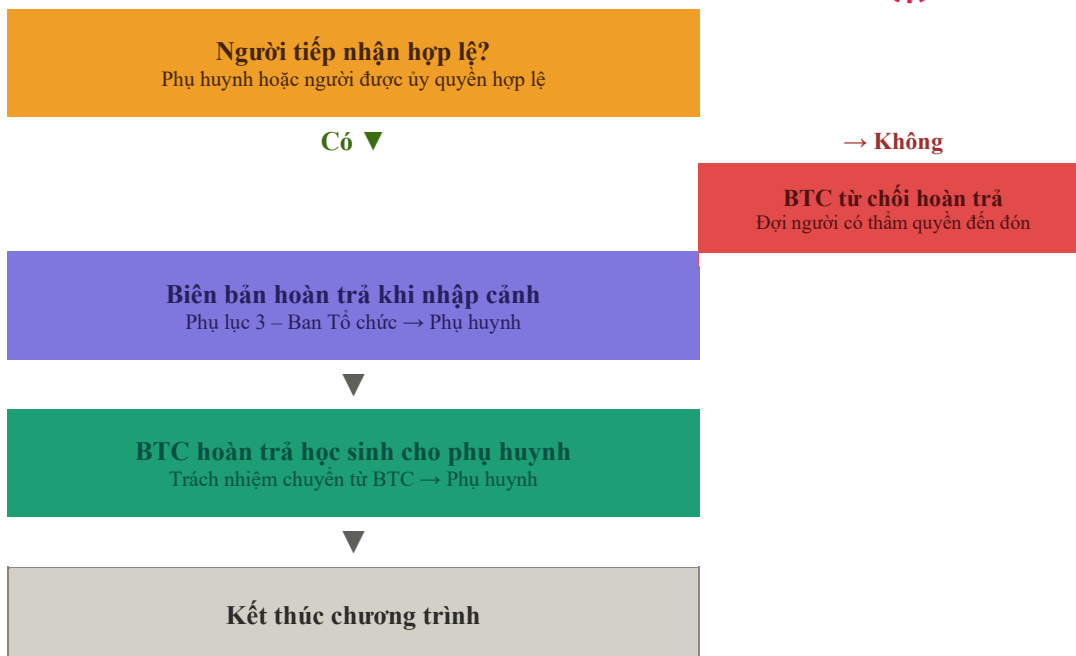 Người tiếp nhận hợp lệ?
Phụ huynh hoặc người được ủy quyền hợp lệ
Có ▼
→ Không
BTC từ chối hoàn trả
Đợi người có thẩm quyền đến đón
Biên bản hoàn trả khi nhập cảnh
Phụ lục 3 – Ban Tổ chức → Phụ huynh
▼
BTC hoàn trả học sinh cho phụ huynh
Trách nhiệm chuyển từ BTC → Phụ huynh
▼
Kết thúc chương trình